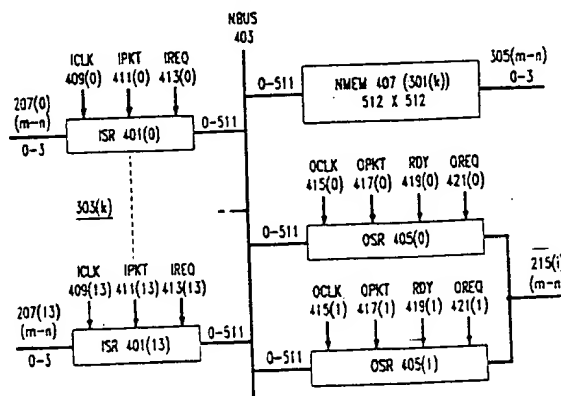 NBUS
403
ICLK IPKT IREQ
409(0) 411(0) 413(0)
207(0)
(m-n)
0-3
ISR 401(0)
0-511
0-511
NMEM 407 (301(k)
512 X 512
305(m-n)
0-3
303(k)
OCLK OPKT RDY OREQ
415(0) 417(0) 419(0) 421(0)
0-511
OSR 405(0)
215(i)
(m-n)
ICLK IPKT IREQ
409(13) 411(13) 413(13)
207(13)
(m-n)
0-3
ISR 401(13)
0-511
OCLK OPKT RDY OREQ
415(1) 417(1) 419(1) 421(1)
0-511
OSR 405(1)